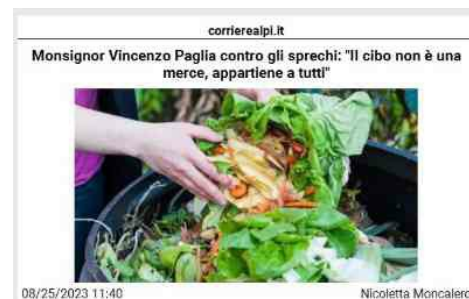 corrierealpi.it
Monsignor Vincenzo Paglia contro gli sprechi: "Il cibo non è una
merce, appartiene a tutti"
08/25/2023 11:40
Nicoletta Moncalero